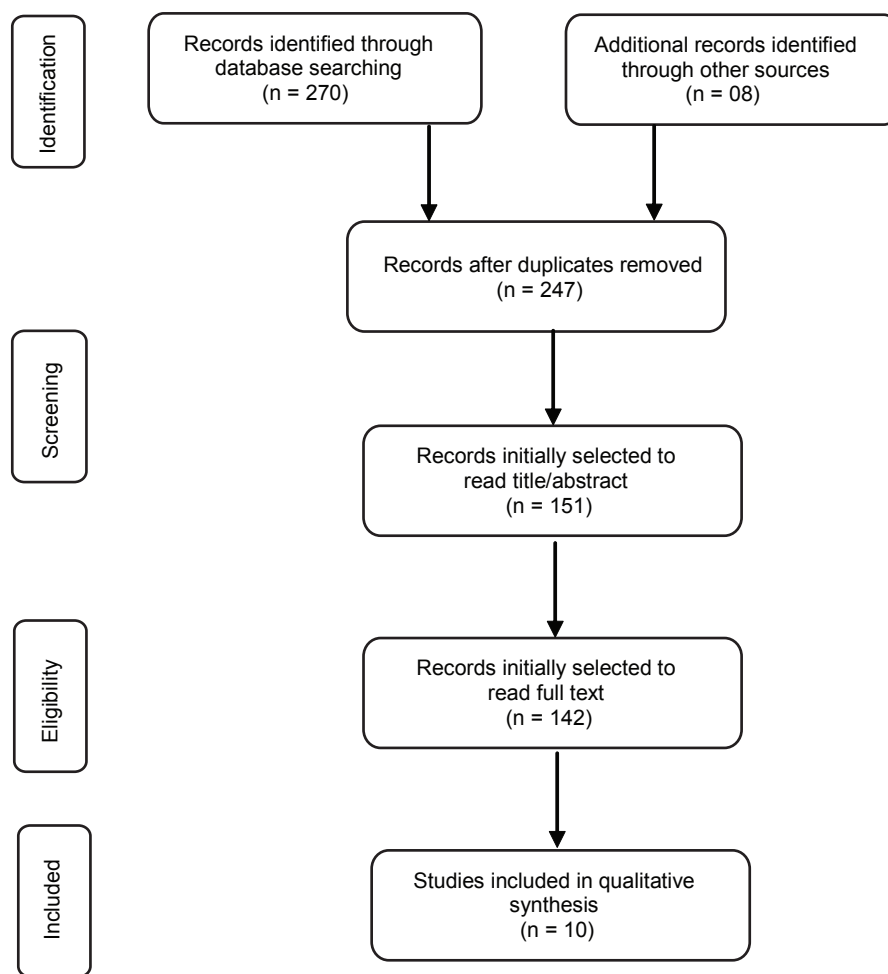 Identification
Records identified through
database searching
(n = 270)
Additional records identified
through other sources
(n = 08)
Records after duplicates removed
(n = 247)
Screening
Records initially selected to
read title/abstract
(n = 151)
Eligibility
Records initially selected to
read full text
(n = 142)
Included
Studies included in qualitative
synthesis
(n = 10)